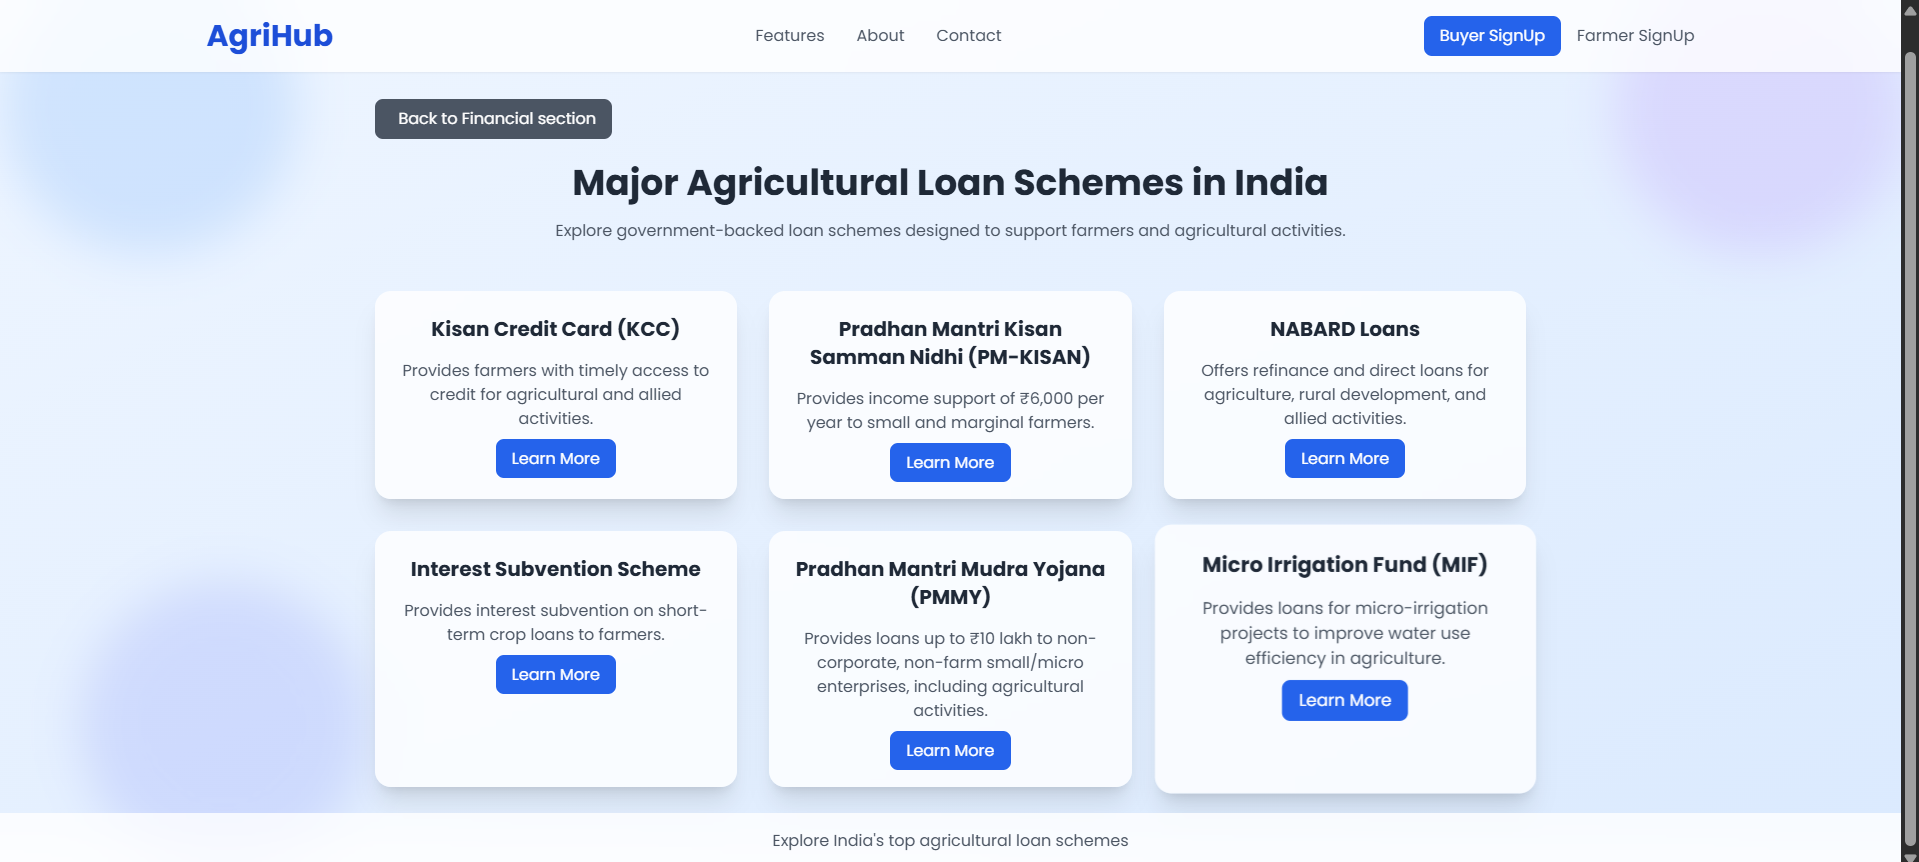 AgriHub
Features
About
Contact
Buyer SignUp
Farmer SignUp
Back to Financial section
Major Agricultural Loan Schemes in India
Explore government-backed loan schemes designed to support farmers and agricultural activities.
Kisan Credit Card (KCC)
Provides farmers with timely access to
credit for agricultural and allied
activities.
Learn More
Pradhan Mantri Kisan
Samman Nidhi (PM-KISAN)
Provides income support of ₹6,000 per
year to small and marginal farmers.
Learn More
NABARD Loans
Offers refinance and direct loans for
agriculture, rural development, and
allied activities.
Learn More
Interest Subvention Scheme
Provides interest subvention on short-
term crop loans to farmers.
Learn More
Pradhan Mantri Mudra Yojana
(PMMY)
Provides loans up to ₹10 lakh to non-
corporate, non-farm small/micro
enterprises, including agricultural
activities.
Learn More
Micro Irrigation Fund (MIF)
Provides loans for micro-irrigation
projects to improve water use
efficiency in agriculture.
Learn More
Explore India's top agricultural loan schemes